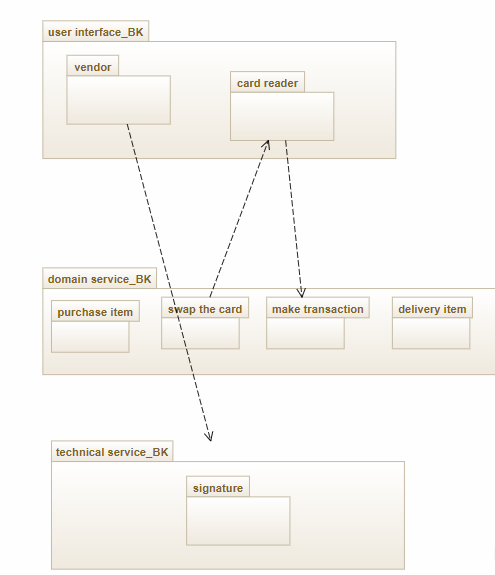 user interface_BK
vendor
card reader
domain service_BK
purchase item
swap the card
make transaction
delivery item
technical service_BK
signature